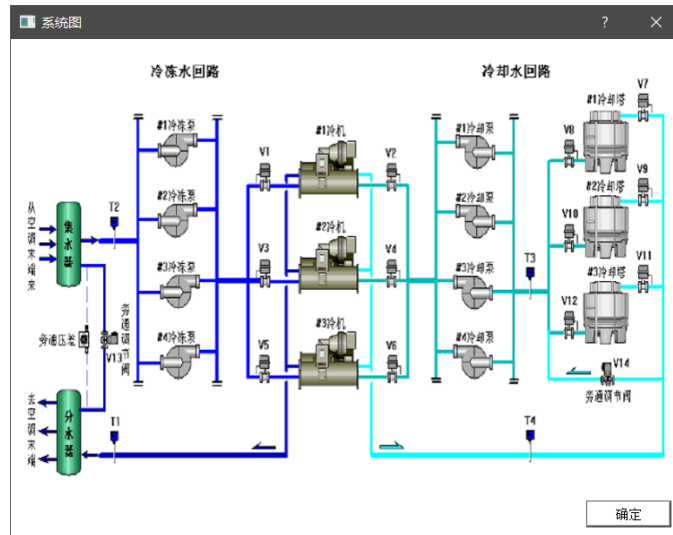 系统图
冷冻水回路
冷却水回路
V7
#1冷冻泵
#1冷机
#1冷却泵
#1冷却塔
V1
V2
V8
T2
#2冷冻泵
#2冷却泵
#2冷却塔
V9
从空调末端来
集水器
V3
#2冷机
V4
V10
T3
#3冷冻泵
#3冷却泵
#3冷却塔
V11
旁通压差
V13
旁通调节阀
V12
#4冷冻泵
V5
#3冷机
V6
#4冷却泵
V14
旁通调节阀
去空调末端
分水器
T1
T4
确定